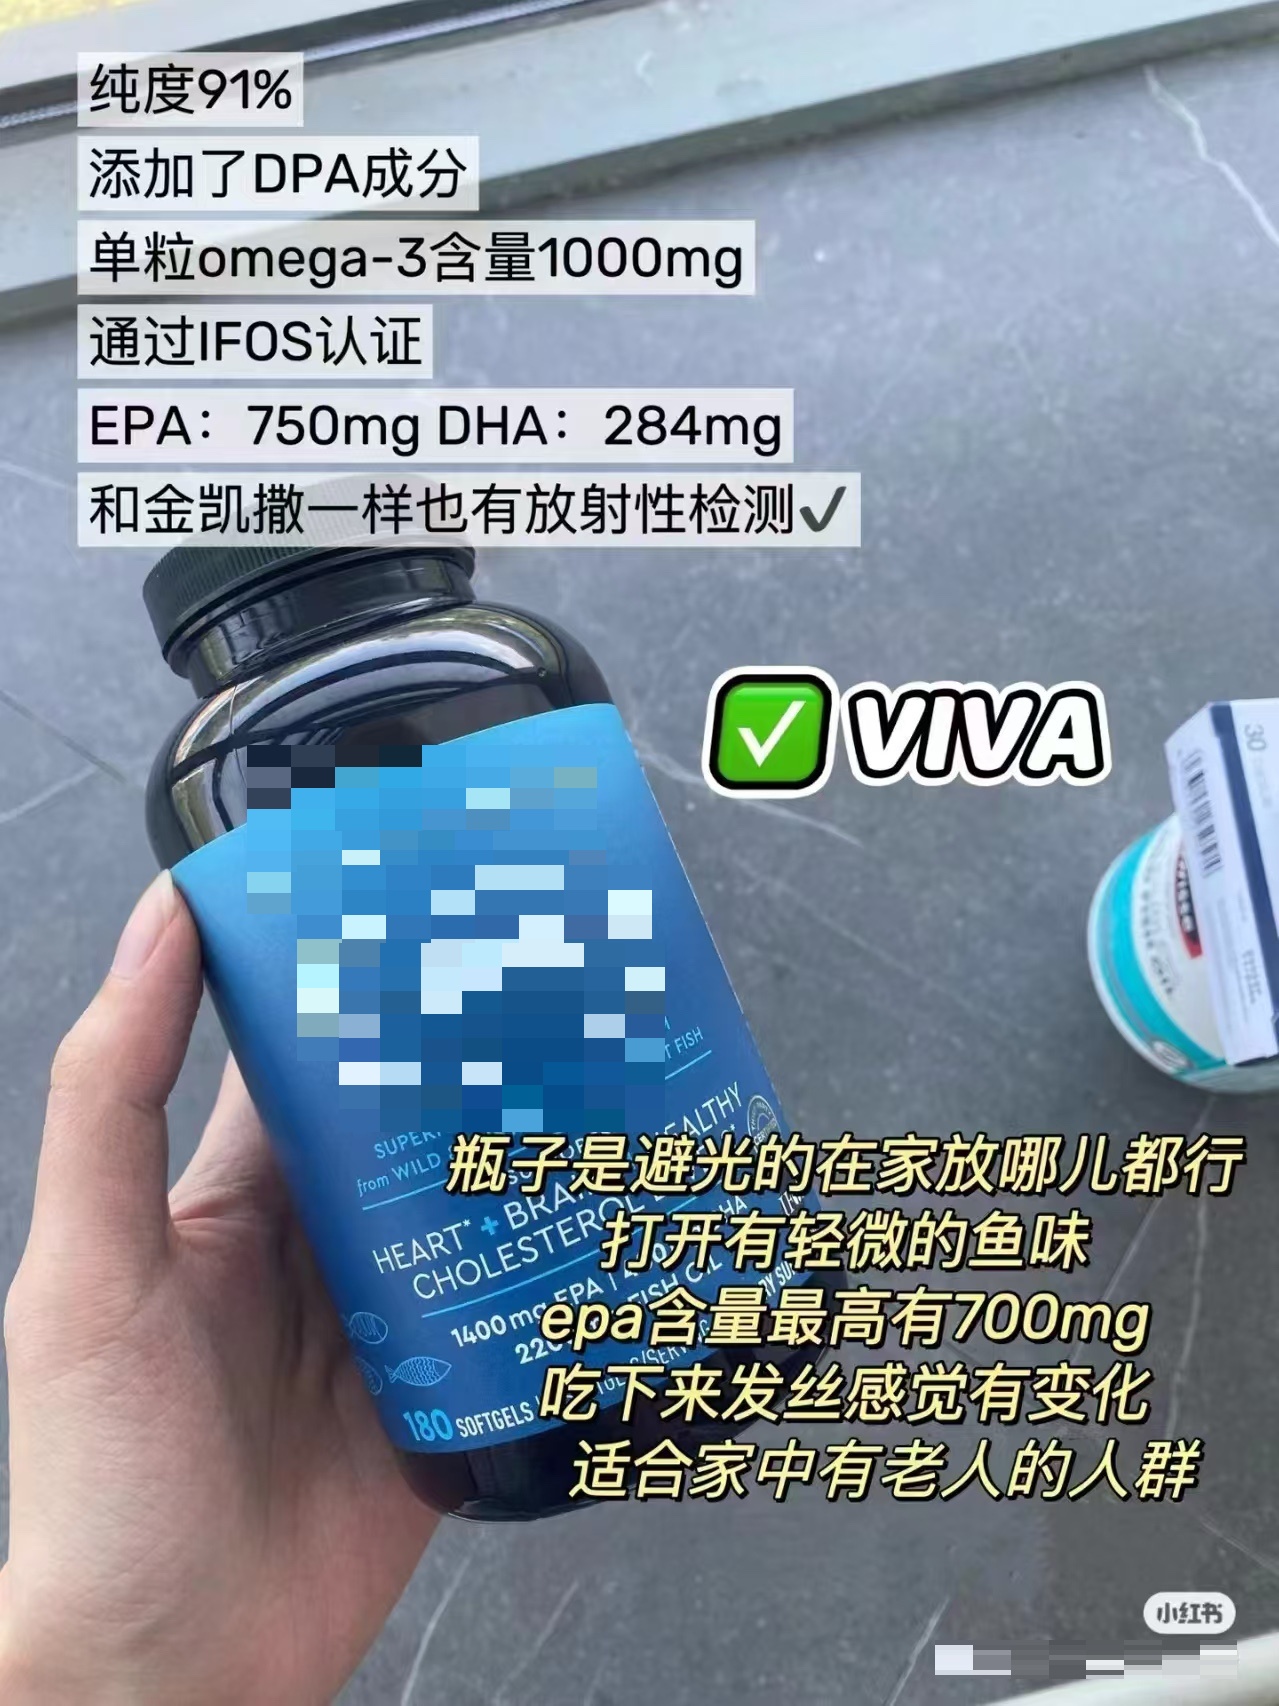 纯度91%
添加了DPA成分
单粒omega-3含量1000mg
通过IFOS认证
EPA：750mg DHA：284mg
和金凯撒一样也有放射性检测✓
✅VIVA
30
T FISH
from WILD
HEALTHY
HEART* + BRAIN
CHOLESTEROL
1400 mg EPA |
FISH OIL
180 SOFTGELS
瓶子是避光的在家放哪儿都行
打开有轻微的鱼味
epa含量最高有700mg
吃下来发丝感觉有变化
适合家中有老人的人群
小红书